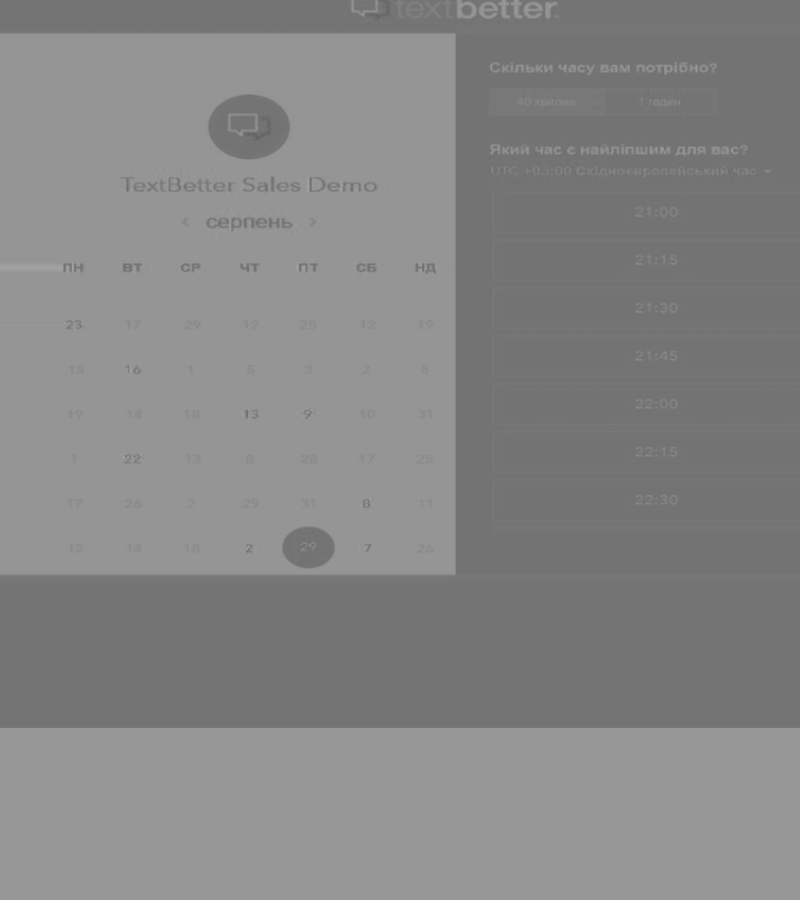 textbetter.
TextBetter Sales Demo
< серпень >
ПН ВТ СР ЧТ ПТ СБ НД
23 17 29 12 25 12 19
13 16 1 5 3 2 8
19 14 18 13 9 10 31
1 22 13 8 28 17 25
17 26 2 29 31 8 11
12 14 18 2 29 7 26
Скільки часу вам потрібно?
40 хвилин 1 годин
Який час є найліпшим для вас?
UTC +03:00 Східноєвропейський час
21:00
21:15
21:30
21:45
22:00
22:15
22:30